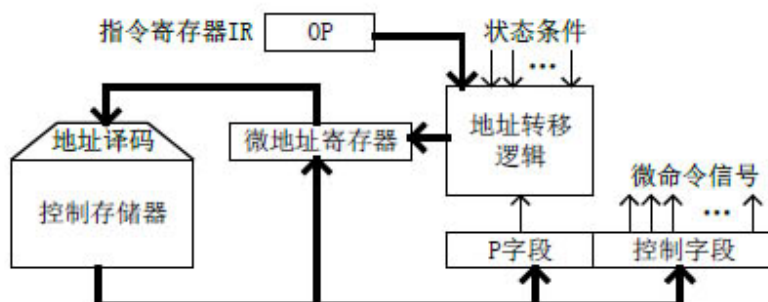 指令寄存器IR
OP
状态条件
...
地址译码
微地址寄存器
地址转移
逻辑
控制存储器
微命令信号
...
P字段
控制字段